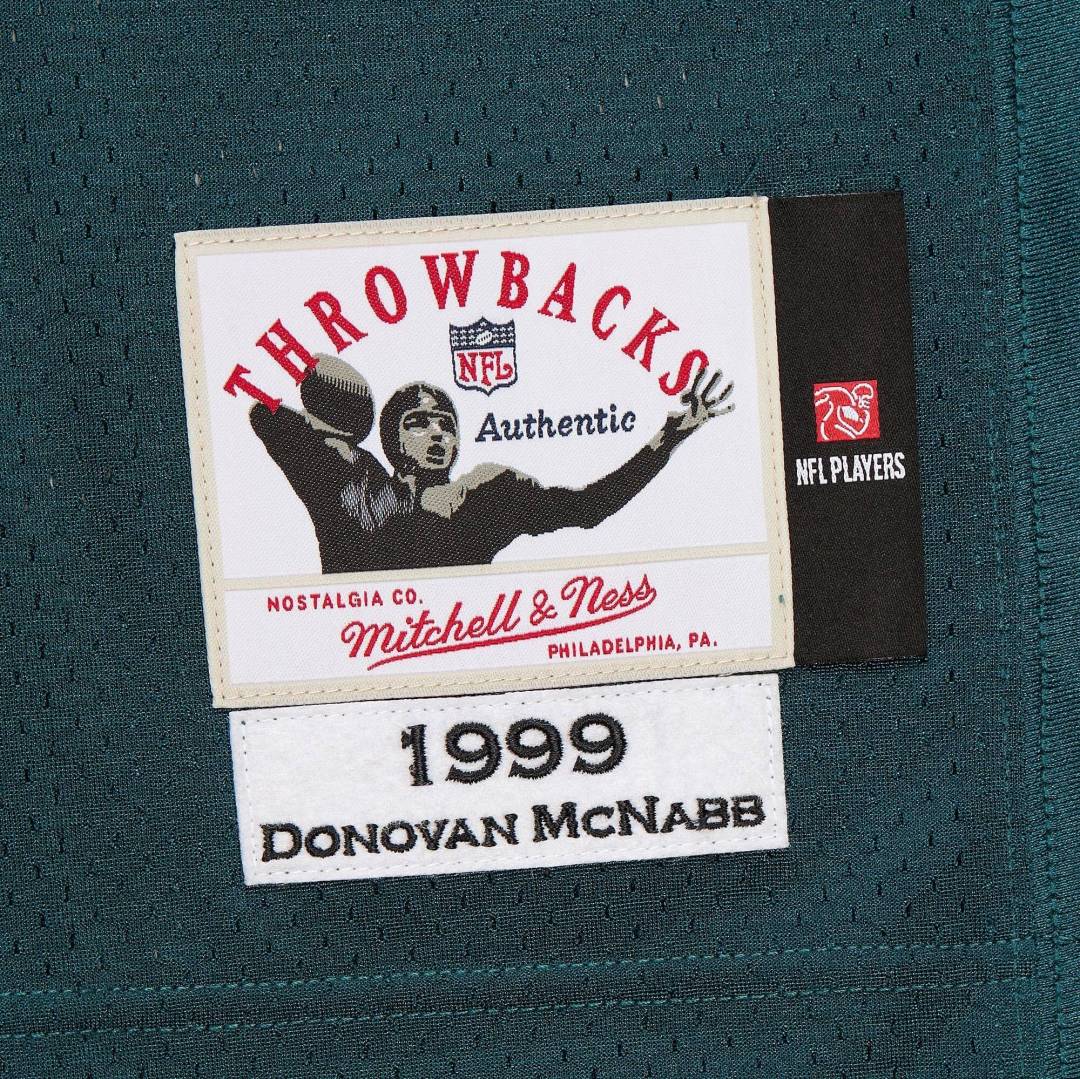 THROWBACKS
NFL
Authentic
NFL PLAYERS
NOSTALGIA CO.
Mitchell & Ness
PHILADELPHIA, PA.
1999
DONOVAN MCNABB